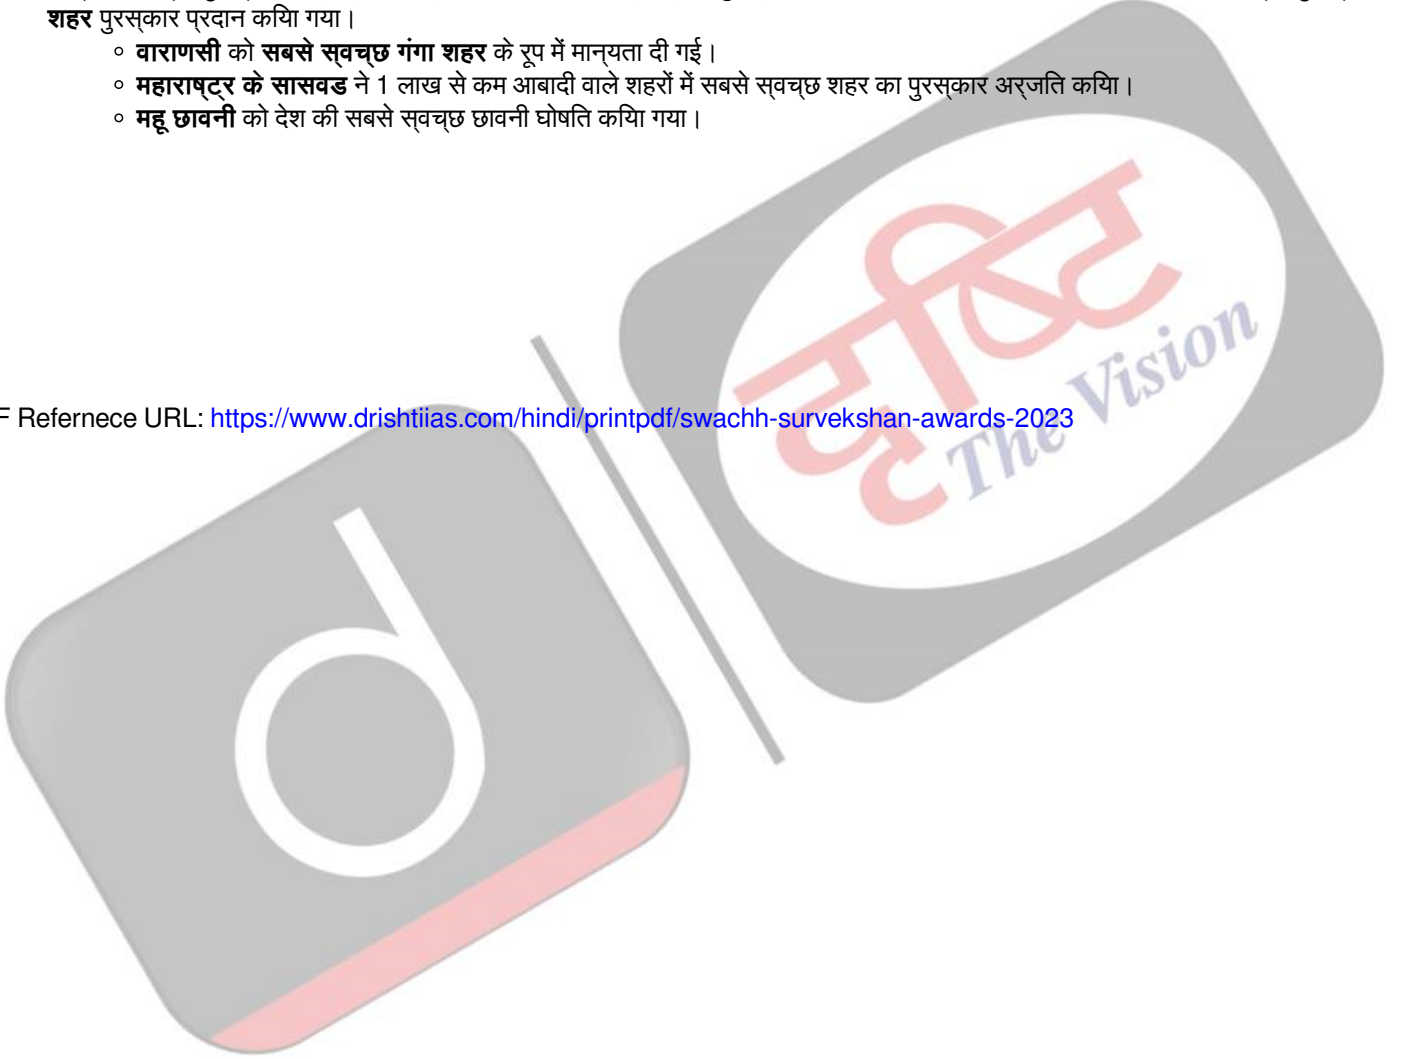 शहर पुरस्कार प्रदान किया गया।
वाराणसी को सबसे स्वच्छ गंगा शहर के रूप में मान्यता दी गई।
महाराष्ट्र के सासवड ने 1 लाख से कम आबादी वाले शहरों में सबसे स्वच्छ शहर का पुरस्कार अर्जित किया।
महू छावनी को देश की सबसे स्वच्छ छावनी घोषित किया गया।
दृष्टि
The Vision
F Refernece URL: https://www.drishtiias.com/hindi/printpdf/swachh-survekshan-awards-2023
d